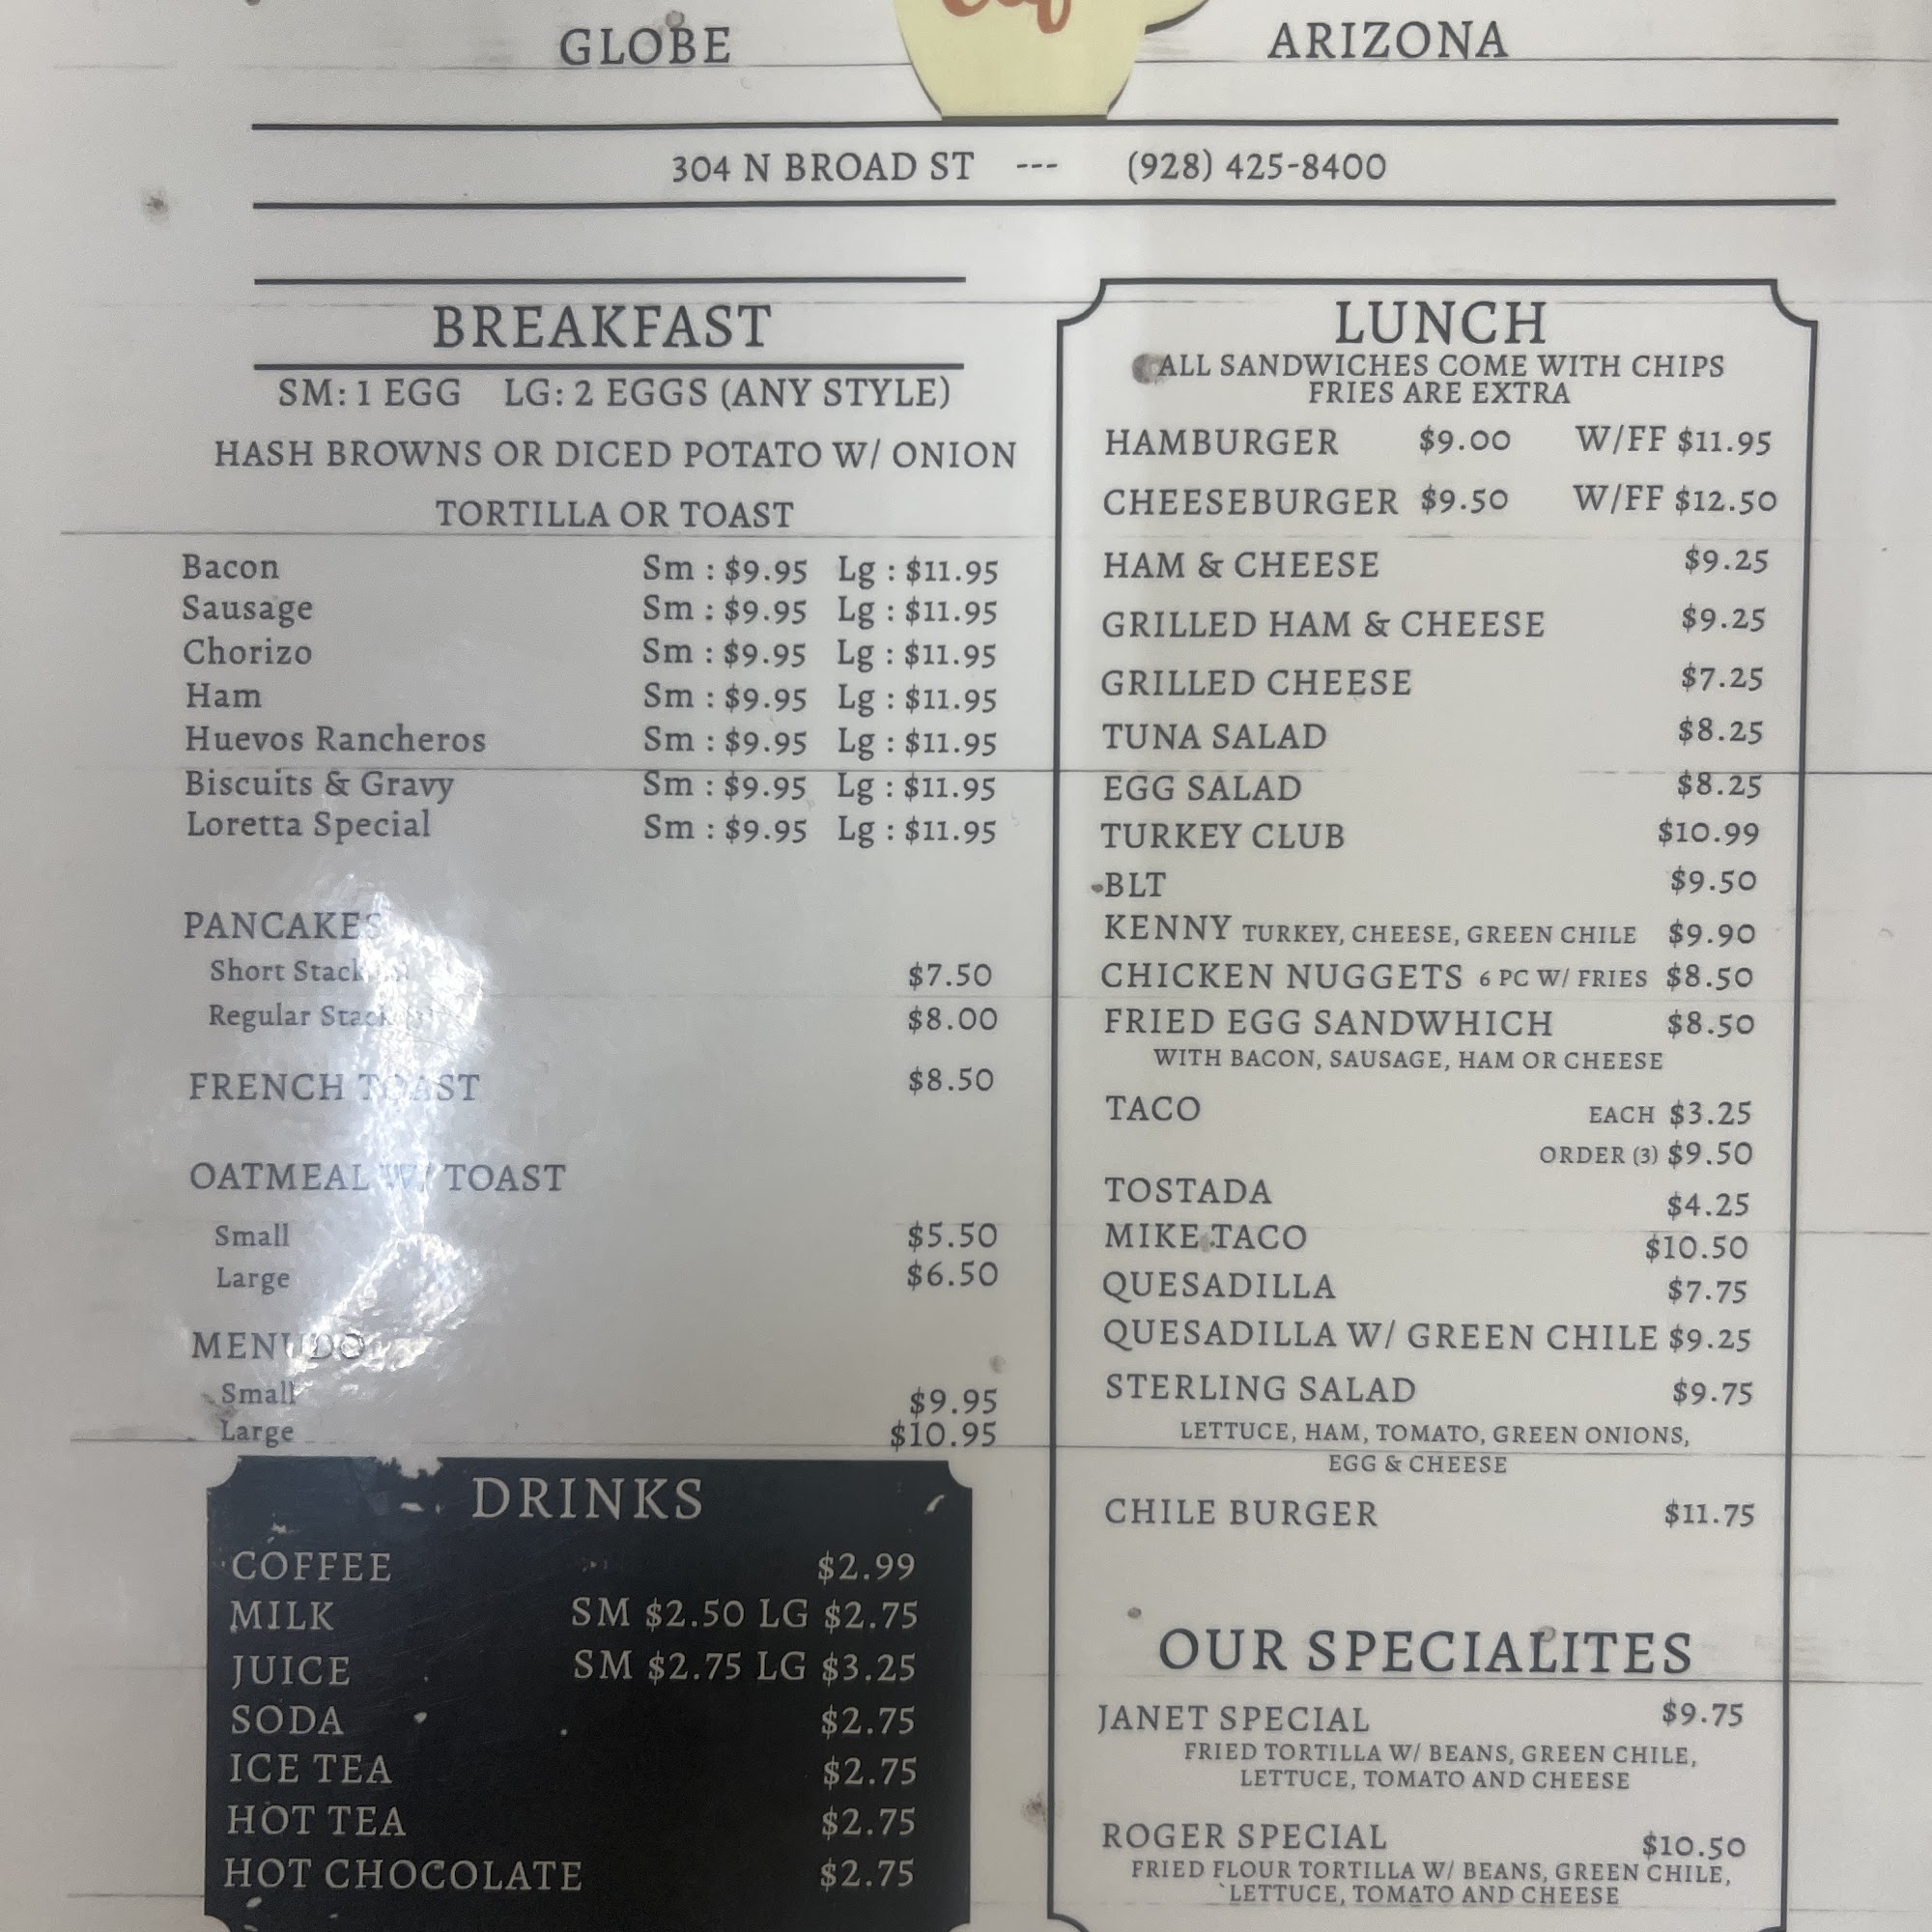 GLOBE ARIZONA
304 N BROAD ST --- (928) 425-8400
BREAKFAST
SM: 1 EGG LG: 2 EGGS (ANY STYLE)
HASH BROWNS OR DICED POTATO W/ ONION
TORTILLA OR TOAST
Bacon Sm : $9.95 Lg : $11.95
Sausage Sm : $9.95 Lg : $11.95
Chorizo Sm : $9.95 Lg : $11.95
Ham Sm : $9.95 Lg : $11.95
Huevos Rancheros Sm : $9.95 Lg : $11.95
Biscuits & Gravy Sm : $9.95 Lg : $11.95
Loretta Special Sm : $9.95 Lg : $11.95
PANCAKES
Short Stack $7.50
Regular Stack $8.00
FRENCH TOAST $8.50
OATMEAL W/ TOAST
Small $5.50
Large $6.50
MENUDO
Small $9.95
Large $10.95
DRINKS
COFFEE $2.99
MILK SM $2.50 LG $2.75
JUICE SM $2.75 LG $3.25
SODA $2.75
ICE TEA $2.75
HOT TEA $2.75
HOT CHOCOLATE $2.75
LUNCH
ALL SANDWICHES COME WITH CHIPS
FRIES ARE EXTRA
HAMBURGER $9.00 W/FF $11.95
CHEESEBURGER $9.50 W/FF $12.50
HAM & CHEESE $9.25
GRILLED HAM & CHEESE $9.25
GRILLED CHEESE $7.25
TUNA SALAD $8.25
EGG SALAD $8.25
TURKEY CLUB $10.99
BLT $9.50
KENNY TURKEY, CHEESE, GREEN CHILE $9.90
CHICKEN NUGGETS 6 PC W/ FRIES $8.50
FRIED EGG SANDWHICH $8.50
WITH BACON, SAUSAGE, HAM OR CHEESE
TACO EACH $3.25
ORDER (3) $9.50
TOSTADA $4.25
MIKE TACO $10.50
QUESADILLA $7.75
QUESADILLA W/ GREEN CHILE $9.25
STERLING SALAD $9.75
LETTUCE, HAM, TOMATO, GREEN ONIONS,
EGG & CHEESE
CHILE BURGER $11.75
OUR SPECIALITES
JANET SPECIAL $9.75
FRIED TORTILLA W/ BEANS, GREEN CHILE,
LETTUCE, TOMATO AND CHEESE
ROGER SPECIAL $10.50
FRIED FLOUR TORTILLA W/ BEANS, GREEN CHILE,
LETTUCE, TOMATO AND CHEESE